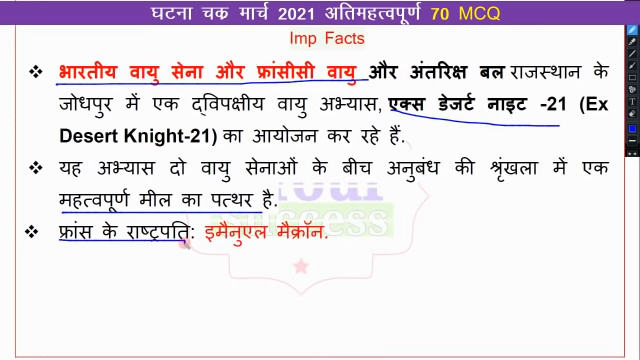 घटना चक्र मार्च 2021 अतिमहत्वपूर्ण 70 MCQ
Imp Facts
❖ भारतीय वायु सेना और फ्रांसीसी वायु और अंतरिक्ष बल राजस्थान के
जोधपुर में एक द्विपक्षीय वायु अभ्यास, एक्स डेजर्ट नाइट -21 (Ex
Desert Knight-21) का आयोजन कर रहे हैं.
❖ यह अभ्यास दो वायु सेनाओं के बीच अनुबंध की श्रृंखला में एक
महत्वपूर्ण मील का पत्थर है.
❖ फ्रांस के राष्ट्रपति: इमैनुएल मैक्रॉन.
Your
Success